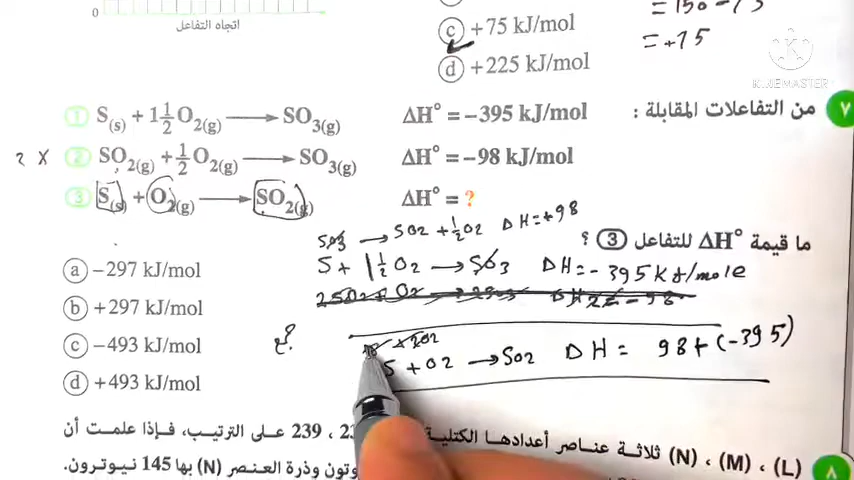 = 150 - 75
= +75
0
اتجاه التفاعل
c +75 kJ/mol
d +225 kJ/mol
KINEMASTER
٧ من التفاعلات المقابلة :
1 S(s) + 1½ O2(g) ⟶ SO3(g) ΔH° = −395 kJ/mol
2 X 2 SO2(g) + ½ O2(g) ⟶ SO3(g) ΔH° = −98 kJ/mol
3 S(s) + O2(g) ⟶ SO2(g) ΔH° = ?
ما قيمة ΔH° للتفاعل 3 ؟
SO3 → SO2 + ½ O2 ΔH = +98
S + 1½ O2 → SO3 ΔH = - 395 kJ/mole
a −297 kJ/mol
b +297 kJ/mol
c −493 kJ/mol
d +493 kJ/mol
S + O2 → SO2 ΔH = 98 + (-395)
٨ (L) ، (M) ، (N) ثلاثة عناصر أعدادها الكتلية
، 239 على الترتيب، فإذا علمت أن
وتون وذرة العنصر (N) بها 145 نيوترون.